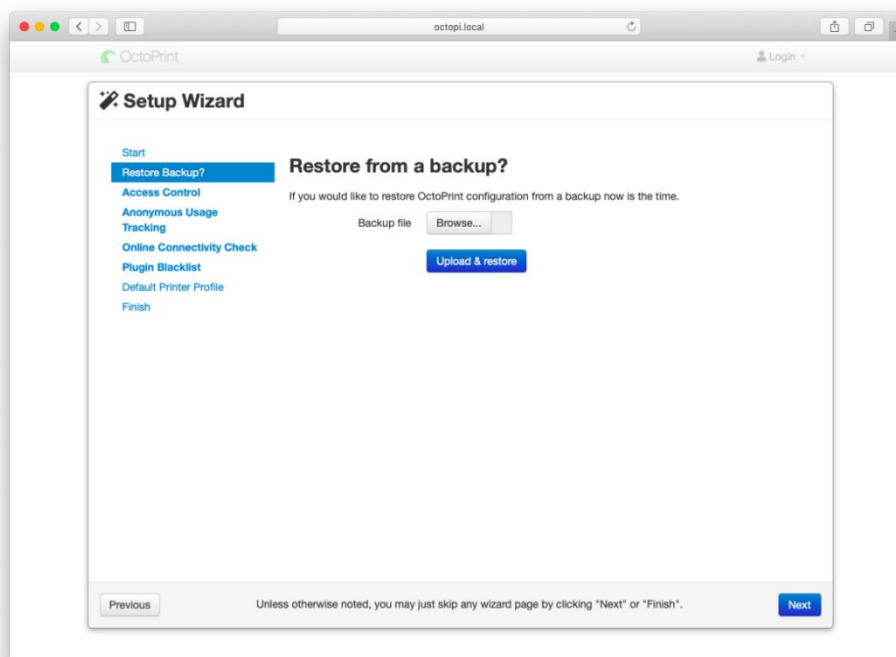 octopi.local
OctoPrint
Login
Setup Wizard
Start
Restore Backup?
Access Control
Anonymous Usage
Tracking
Online Connectivity Check
Plugin Blacklist
Default Printer Profile
Finish
Restore from a backup?
If you would like to restore OctoPrint configuration from a backup now is the time.
Backup file Browse...
Upload & restore
Previous Unless otherwise noted, you may just skip any wizard page by clicking "Next" or "Finish". Next